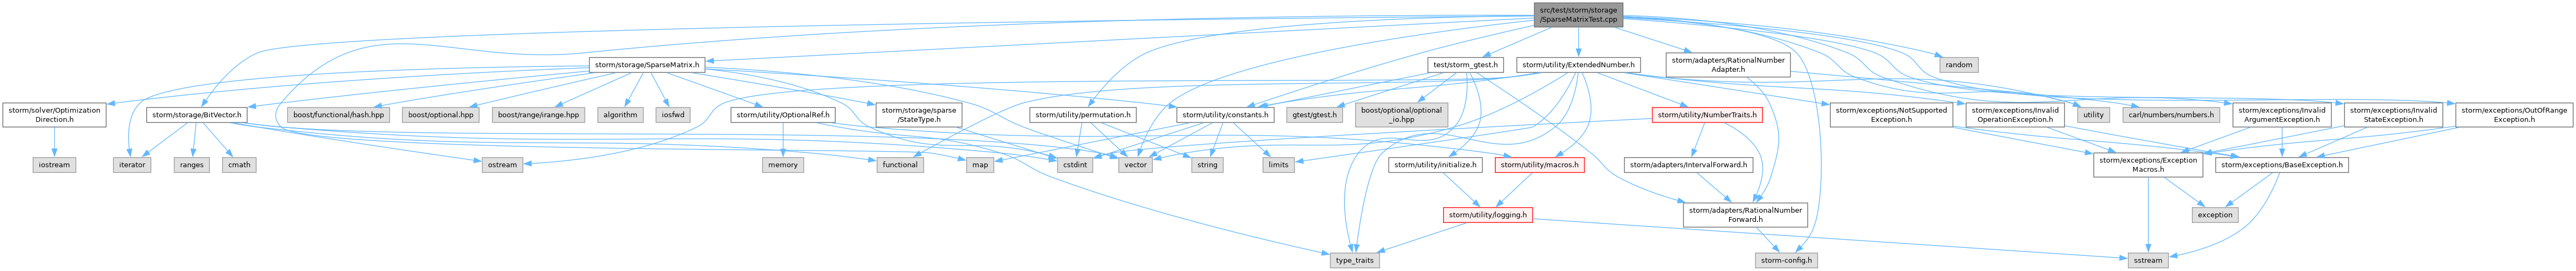 src/test/storm/storage
/SparseMatrixTest.cpp
storm/storage/SparseMatrix.h
test/storm_gtest.h
storm/utility/ExtendedNumber.h
storm/adapters/RationalNumber
Adapter.h
random
storm/solver/Optimization
Direction.h
storm/storage/BitVector.h
boost/functional/hash.hpp
boost/optional.hpp
boost/range/irange.hpp
algorithm
iosfwd
storm/utility/OptionalRef.h
storm/storage/sparse
/StateType.h
storm/utility/permutation.h
storm/utility/constants.h
gtest/gtest.h
boost/optional/optional
_io.hpp
storm/utility/NumberTraits.h
storm/exceptions/NotSupported
Exception.h
storm/exceptions/Invalid
OperationException.h
utility
carl/numbers/numbers.h
storm/exceptions/Invalid
ArgumentException.h
storm/exceptions/Invalid
StateException.h
storm/exceptions/OutOfRange
Exception.h
iostream
iterator
ranges
cmath
ostream
memory
functional
map
cstdint
vector
string
limits
storm/utility/initialize.h
storm/utility/macros.h
storm/adapters/IntervalForward.h
storm/exceptions/Exception
Macros.h
storm/exceptions/BaseException.h
storm/utility/logging.h
storm/adapters/RationalNumber
Forward.h
exception
type_traits
storm-config.h
sstream